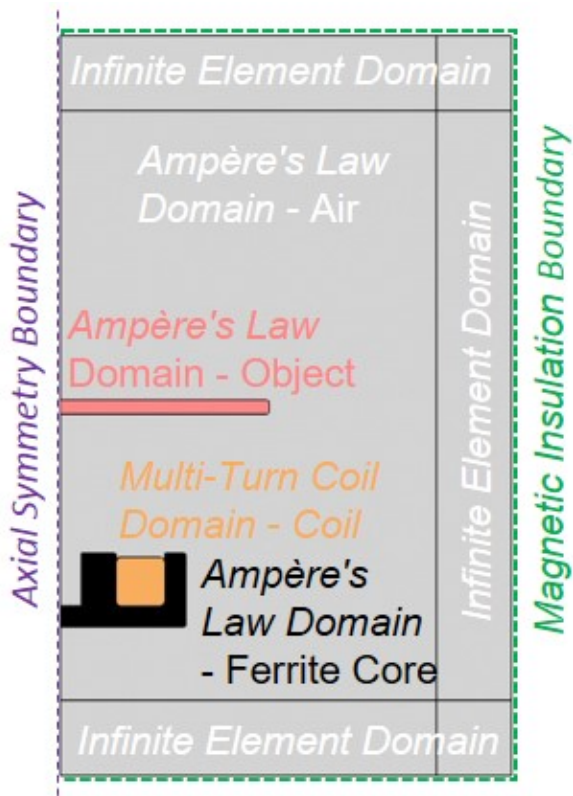 Infinite Element Domain
Ampère's Law
Domain - Air
Axial Symmetry Boundary
Infinite Element Domain
Magnetic Insulation Boundary
Ampère's Law
Domain - Object
Multi-Turn Coil
Domain - Coil
Ampère's
Law Domain
- Ferrite Core
Infinite Element Domain